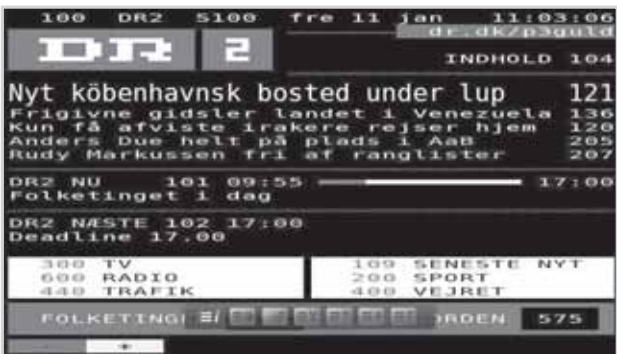 100 DR2 S100 fre 11 jan 11:03:06
dr.dk/p3guld
DR 2
INDHOLD 104
Nyt köbenhavnsk bosted under lup 121
Frigivne gidsler landet i Venezuela 136
Kun få afviste irakere rejser hjem 120
Anders Due helt på plads i AaB 205
Rudy Markussen fri af ranglister 207
DR2 NU 101 09:55 17:00
Folketinget i dag
DR2 NÆSTE 102 17:00
Deadline 17.00
300 TV 109 SENESTE NYT
600 RADIO 200 SPORT
440 TRAFIK 400 VEJRET
575
+